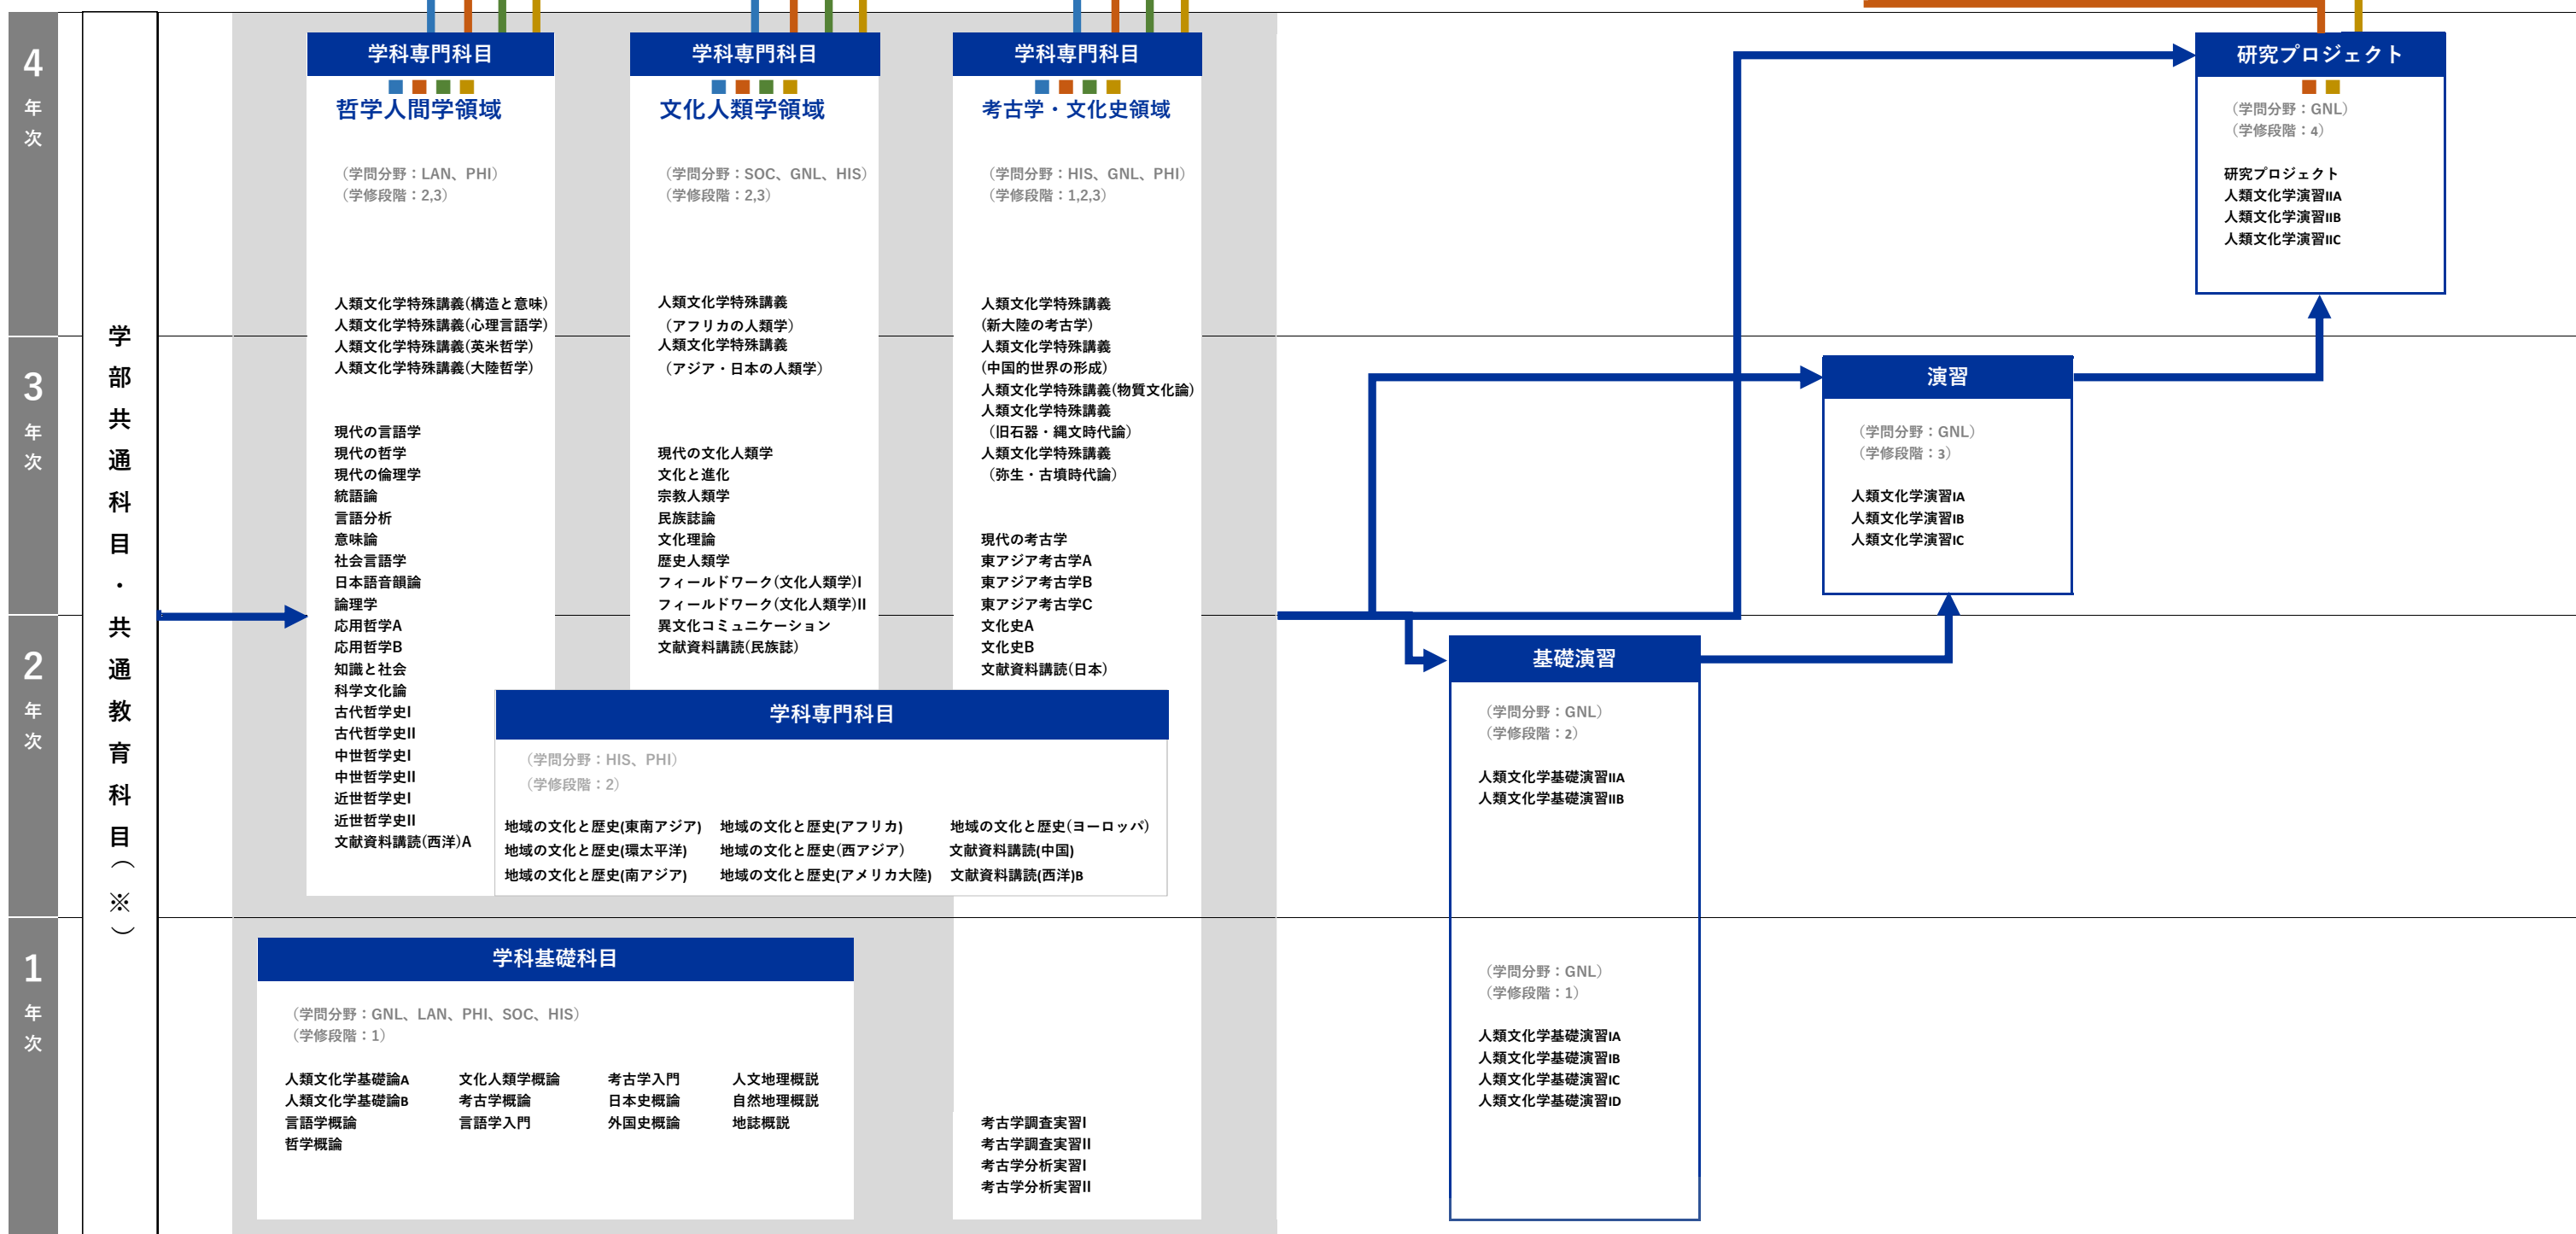 4
年
次
3
年
次
2
年
次
1
年
次
学部共通科目・共通教育科目（※）
学科専門科目
哲学人間学領域
（学問分野：LAN、PHI）
（学修段階：2,3）
人類文化学特殊講義(構造と意味)
人類文化学特殊講義(心理言語学)
人類文化学特殊講義(英米哲学)
人類文化学特殊講義(大陸哲学)
現代の言語学
現代の哲学
現代の倫理学
統語論
言語分析
意味論
社会言語学
日本語音韻論
論理学
応用哲学A
応用哲学B
知識と社会
科学文化論
古代哲学史I
古代哲学史II
中世哲学史I
中世哲学史II
近世哲学史I
近世哲学史II
文献資料講読(西洋)A
学科専門科目
文化人類学領域
（学問分野：SOC、GNL、HIS）
（学修段階：2,3）
人類文化学特殊講義
（アフリカの人類学）
人類文化学特殊講義
（アジア・日本の人類学）
現代の文化人類学
文化と進化
宗教人類学
民族誌論
文化理論
歴史人類学
フィールドワーク(文化人類学)I
フィールドワーク(文化人類学)II
異文化コミュニケーション
文献資料講読(民族誌)
学科専門科目
考古学・文化史領域
（学問分野：HIS、GNL、PHI）
（学修段階：1,2,3）
人類文化学特殊講義
(新大陸の考古学)
人類文化学特殊講義
(中国的世界の形成)
人類文化学特殊講義(物質文化論)
人類文化学特殊講義
（旧石器・縄文時代論）
人類文化学特殊講義
（弥生・古墳時代論）
現代の考古学
東アジア考古学A
東アジア考古学B
東アジア考古学C
文化史A
文化史B
文献資料講読(日本)
学科専門科目
（学問分野：HIS、PHI）
（学修段階：2）
地域の文化と歴史(東南アジア) 地域の文化と歴史(アフリカ) 地域の文化と歴史(ヨーロッパ)
地域の文化と歴史(環太平洋) 地域の文化と歴史(西アジア) 文献資料講読(中国)
地域の文化と歴史(南アジア) 地域の文化と歴史(アメリカ大陸) 文献資料講読(西洋)B
学科基礎科目
（学問分野：GNL、LAN、PHI、SOC、HIS）
（学修段階：1）
人類文化学基礎論A 文化人類学概論 考古学入門 人文地理概説
人類文化学基礎論B 考古学概論 日本史概論 自然地理概説
言語学概論 言語学入門 外国史概論 地誌概説
哲学概論
考古学調査実習I
考古学調査実習II
考古学分析実習I
考古学分析実習II
基礎演習
（学問分野：GNL）
（学修段階：2）
人類文化学基礎演習IIA
人類文化学基礎演習IIB
（学問分野：GNL）
（学修段階：1）
人類文化学基礎演習IA
人類文化学基礎演習IB
人類文化学基礎演習IC
人類文化学基礎演習ID
演習
（学問分野：GNL）
（学修段階：3）
人類文化学演習IA
人類文化学演習IB
人類文化学演習IC
研究プロジェクト
（学問分野：GNL）
（学修段階：4）
研究プロジェクト
人類文化学演習IIA
人類文化学演習IIB
人類文化学演習IIC